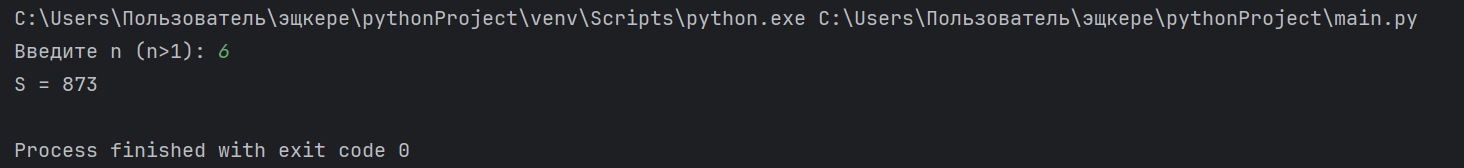 C:\Users\Пользователь\эщкере\pythonProject\venv\Scripts\python.exe C:\Users\Пользователь\эщкере\pythonProject\main.py
Введите n (n>1): 6
S = 873
Process finished with exit code 0